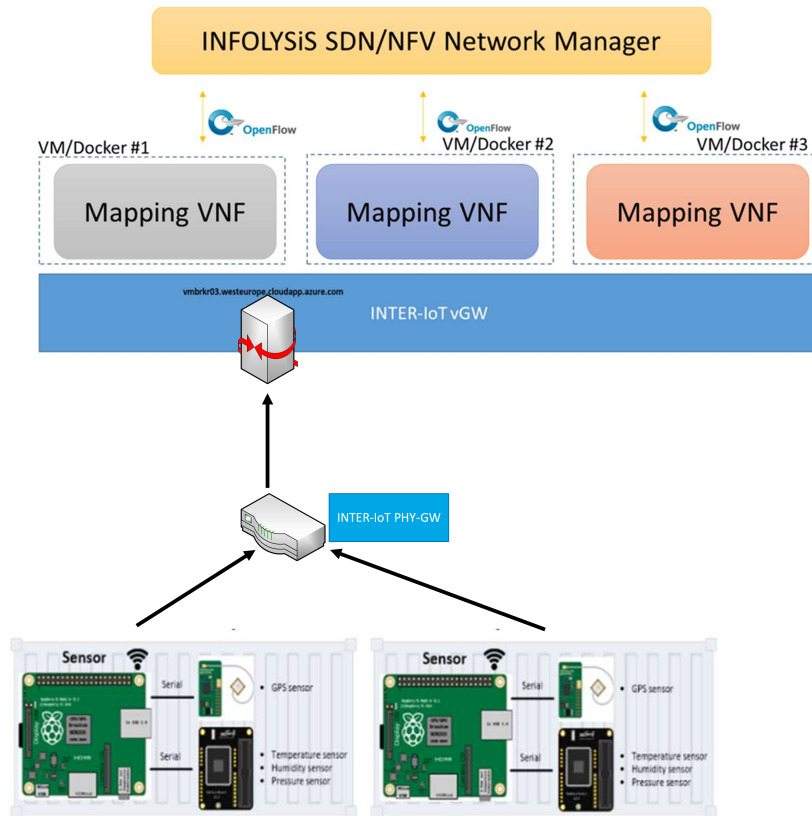 INFOLYSiS SDN/NFV Network Manager
OpenFlow
OpenFlow
OpenFlow
VM/Docker #1
VM/Docker #2
VM/Docker #3
Mapping VNF
Mapping VNF
Mapping VNF
vmbrkr03.westeurope.cloudapp.azure.com
INTER-IoT vGW
INTER-IoT PHY-GW
Sensor
Serial
GPS sensor
Serial
• Temperature sensor
• Humidity sensor
• Pressure sensor
Sensor
Serial
• GPS sensor
Serial
• Temperature sensor
• Humidity sensor
• Pressure sensor